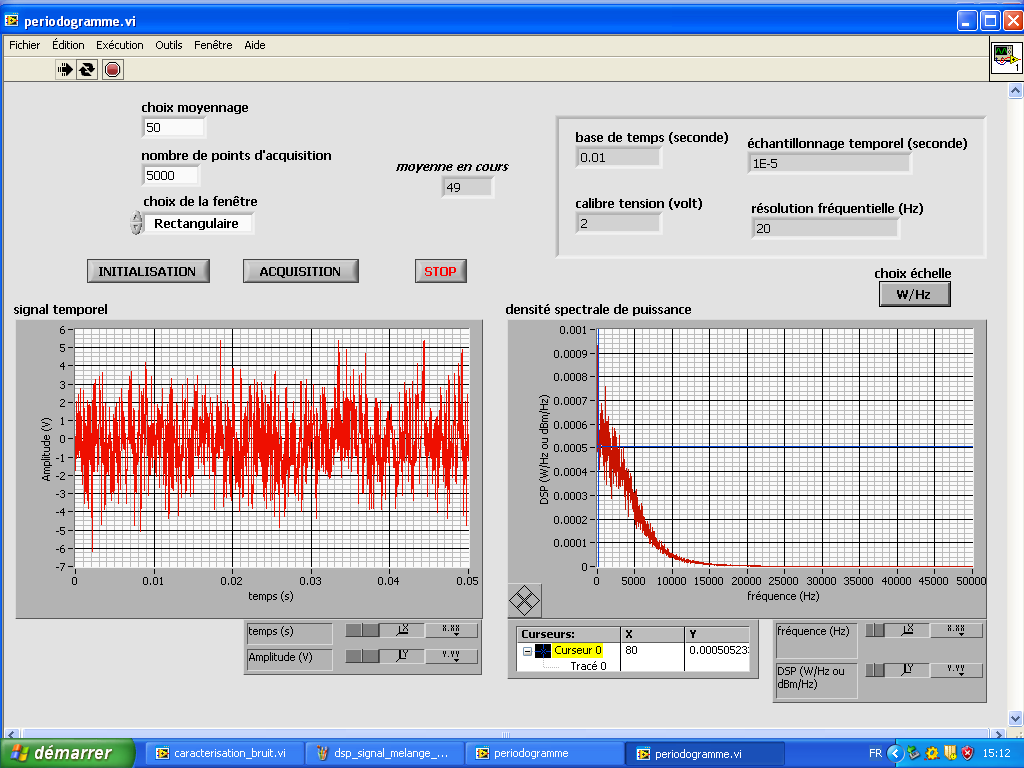 periodogramme.vi
Fichier Édition Exécution Outils Fenêtre Aide
1
choix moyennage
50
nombre de points d'acquisition
5000
choix de la fenêtre
Rectangulaire
moyenne en cours
49
base de temps (seconde)
0.01
échantillonnage temporel (seconde)
1E-5
calibre tension (volt)
2
résolution fréquentielle (Hz)
20
INITIALISATION ACQUISITION STOP
choix échelle
W/Hz
signal temporel
6
5
4
3
2
1
0
-1
-2
-3
-4
-5
-6
-7
Amplitude (V)
0 0.01 0.02 0.03 0.04 0.05
temps (s)
densité spectrale de puissance
0.001
0.0009
0.0008
0.0007
0.0006
0.0005
0.0004
0.0003
0.0002
0.0001
0
DSP (W/Hz ou dBm/Hz)
0 5000 10000 15000 20000 25000 30000 35000 40000 45000 50000
fréquence (Hz)
temps (s)
Amplitude (V)
Curseurs: X Y
Curseur 0 80 0.00050523
Tracé 0
fréquence (Hz)
DSP (W/Hz ou
dBm/Hz)
démarrer
caracterisation_bruit.vi
dsp_signal_melange_...
periodogramme
periodogramme.vi
FR
15:12